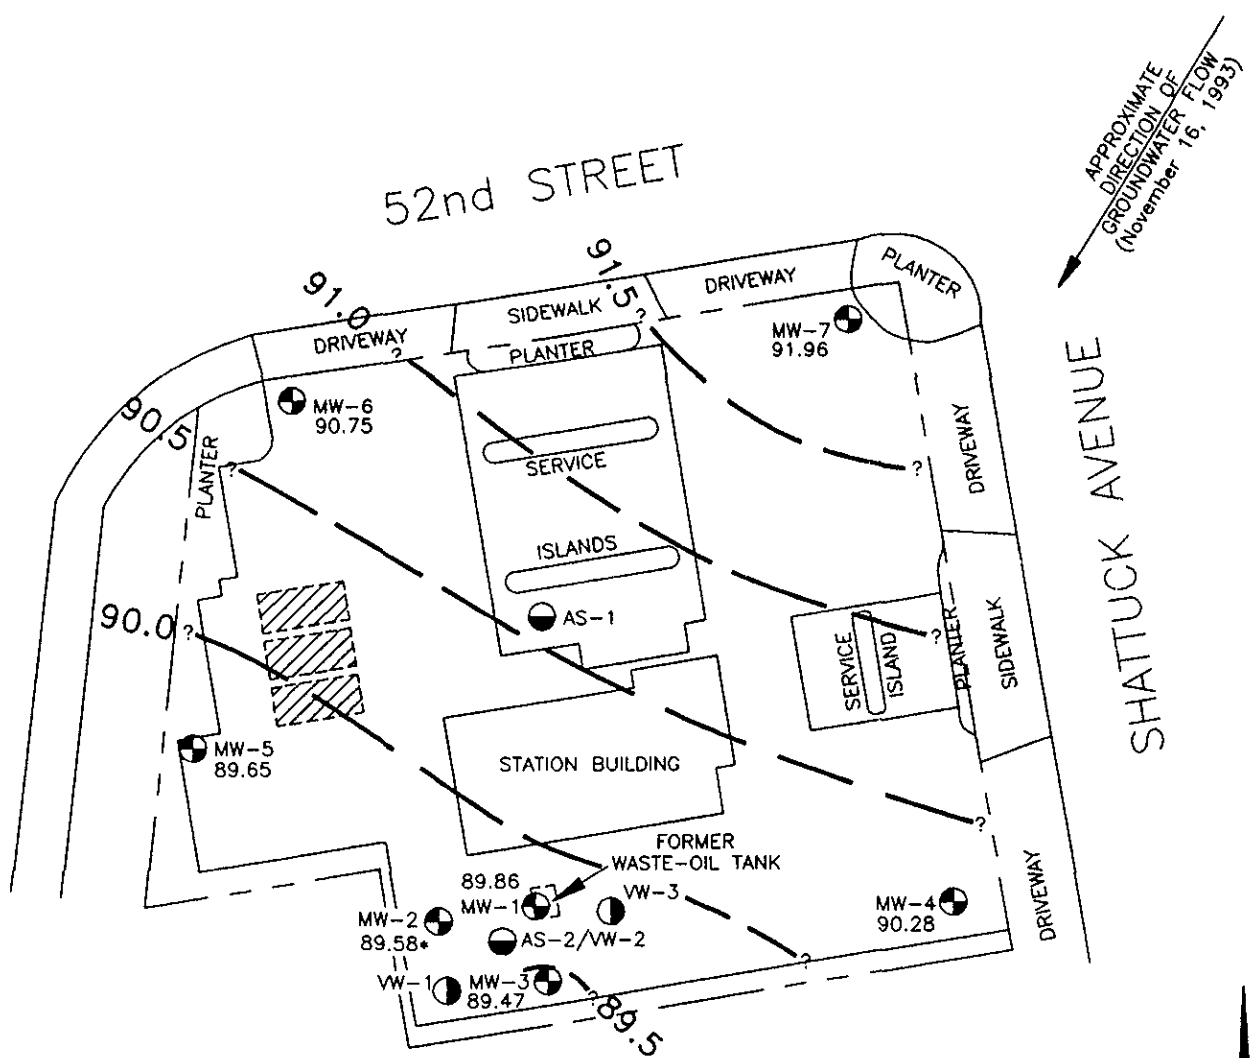 APPROXIMATE
DIRECTION OF
GROUNDWATER FLOW
(November 16, 1993)
52nd STREET
91.5
91.0
DRIVEWAY
SIDEWALK
DRIVEWAY
PLANTER
PLANTER
?
?
MW-7
91.96
MW-6
90.75
90.5
PLANTER
?
SERVICE
?
DRIVEWAY
SHATTUCK AVENUE
ISLANDS
AS-1
90.0
?
?
SERVICE
ISLAND
PLANTER
SIDEWALK
MW-5
89.65
STATION BUILDING
?
FORMER
WASTE-OIL TANK
89.86
MW-1
VW-3
MW-2
89.58*
AS-2/VW-2
MW-4
90.28
DRIVEWAY
?
VW-1
MW-3
89.47
?
89.5